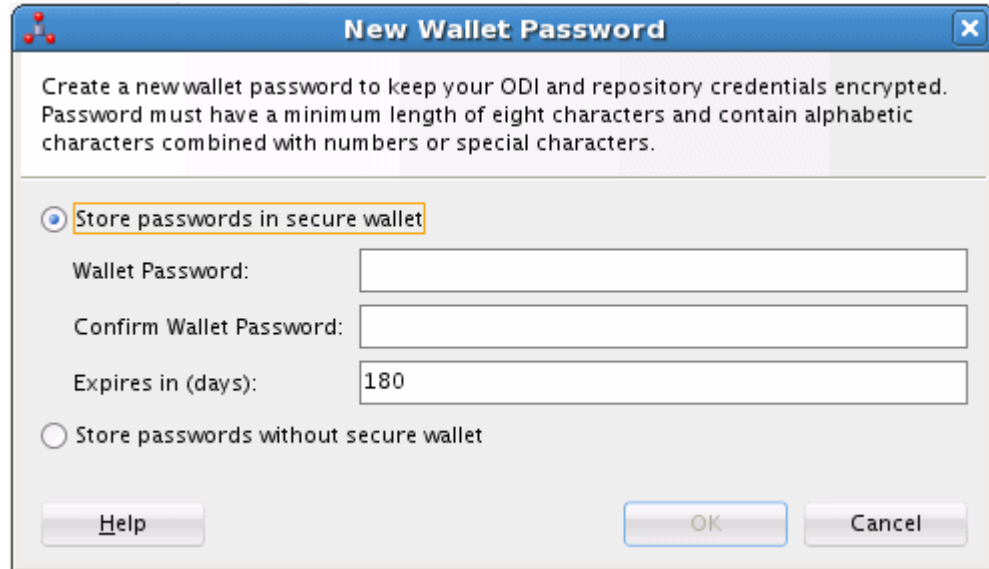 New Wallet Password
Create a new wallet password to keep your ODI and repository credentials encrypted.
Password must have a minimum length of eight characters and contain alphabetic
characters combined with numbers or special characters.
Store passwords in secure wallet
Wallet Password:
Confirm Wallet Password:
Expires in (days): 180
Store passwords without secure wallet
Help OK Cancel